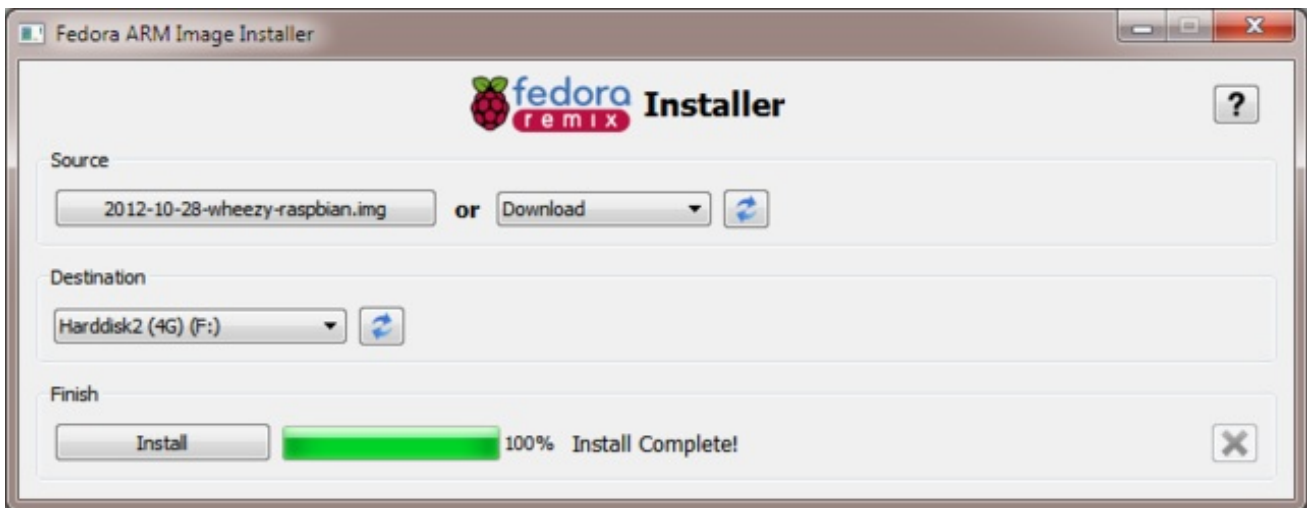 Fedora ARM Image Installer
fedora Installer
remix
?
Source
2012-10-28-wheezy-raspbian.img or Download
Destination
Harddisk2 (4G) (F:)
Finish
Install 100% Install Complete!